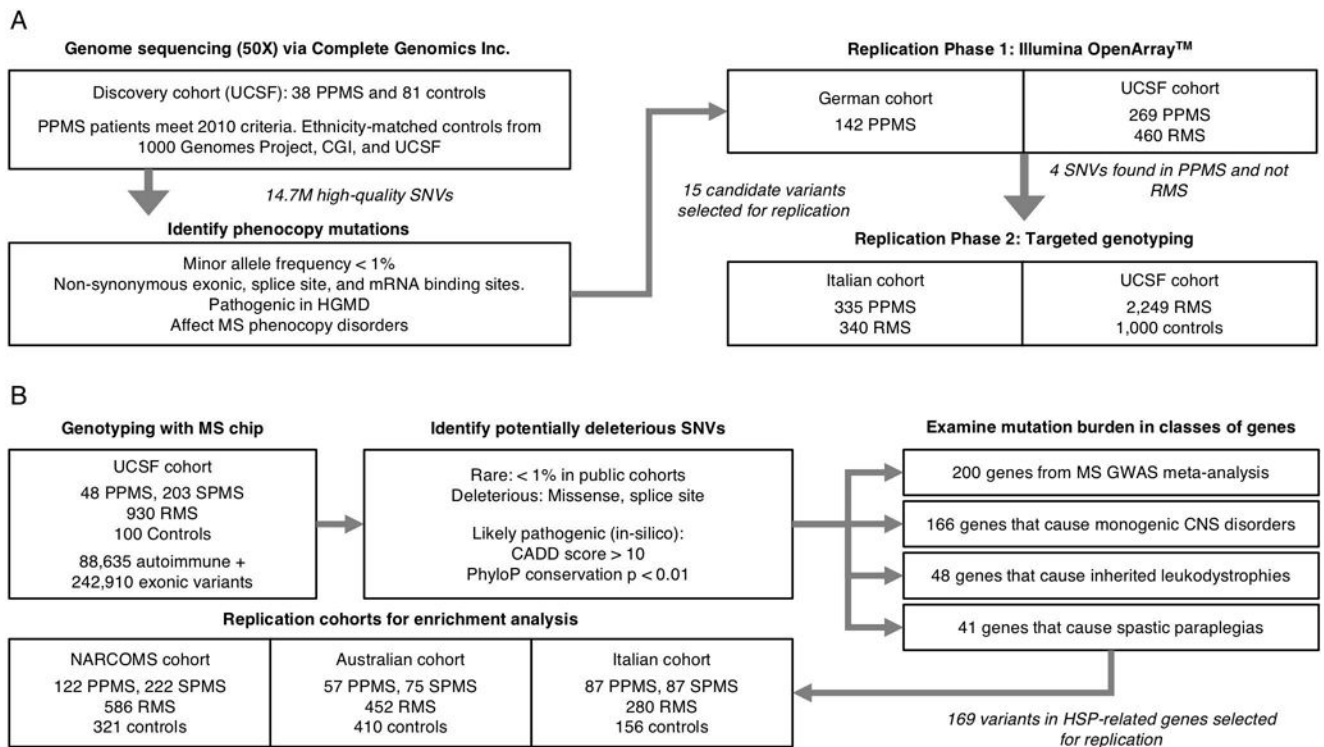 A
Genome sequencing (50X) via Complete Genomics Inc.
Discovery cohort (UCSF): 38 PPMS and 81 controls
PPMS patients meet 2010 criteria. Ethnicity-matched controls from
1000 Genomes Project, CGI, and UCSF
14.7M high-quality SNVs
Identify phenocopy mutations
Minor allele frequency < 1%
Non-synonymous exonic, splice site, and mRNA binding sites.
Pathogenic in HGMD
Affect MS phenocopy disorders
15 candidate variants
selected for replication
Replication Phase 1: Illumina OpenArray™
German cohort
142 PPMS
UCSF cohort
269 PPMS
460 RMS
4 SNVs found in PPMS and not
RMS
Replication Phase 2: Targeted genotyping
Italian cohort
335 PPMS
340 RMS
UCSF cohort
2,249 RMS
1,000 controls
B
Genotyping with MS chip
UCSF cohort
48 PPMS, 203 SPMS
930 RMS
100 Controls
88,635 autoimmune +
242,910 exonic variants
Identify potentially deleterious SNVs
Rare: < 1% in public cohorts
Deleterious: Missense, splice site
Likely pathogenic (in-silico):
CADD score > 10
PhyloP conservation p < 0.01
Examine mutation burden in classes of genes
200 genes from MS GWAS meta-analysis
166 genes that cause monogenic CNS disorders
48 genes that cause inherited leukodystrophies
41 genes that cause spastic paraplegias
169 variants in HSP-related genes selected
for replication
Replication cohorts for enrichment analysis
NARCOMS cohort
122 PPMS, 222 SPMS
586 RMS
321 controls
Australian cohort
57 PPMS, 75 SPMS
452 RMS
410 controls
Italian cohort
87 PPMS, 87 SPMS
280 RMS
156 controls